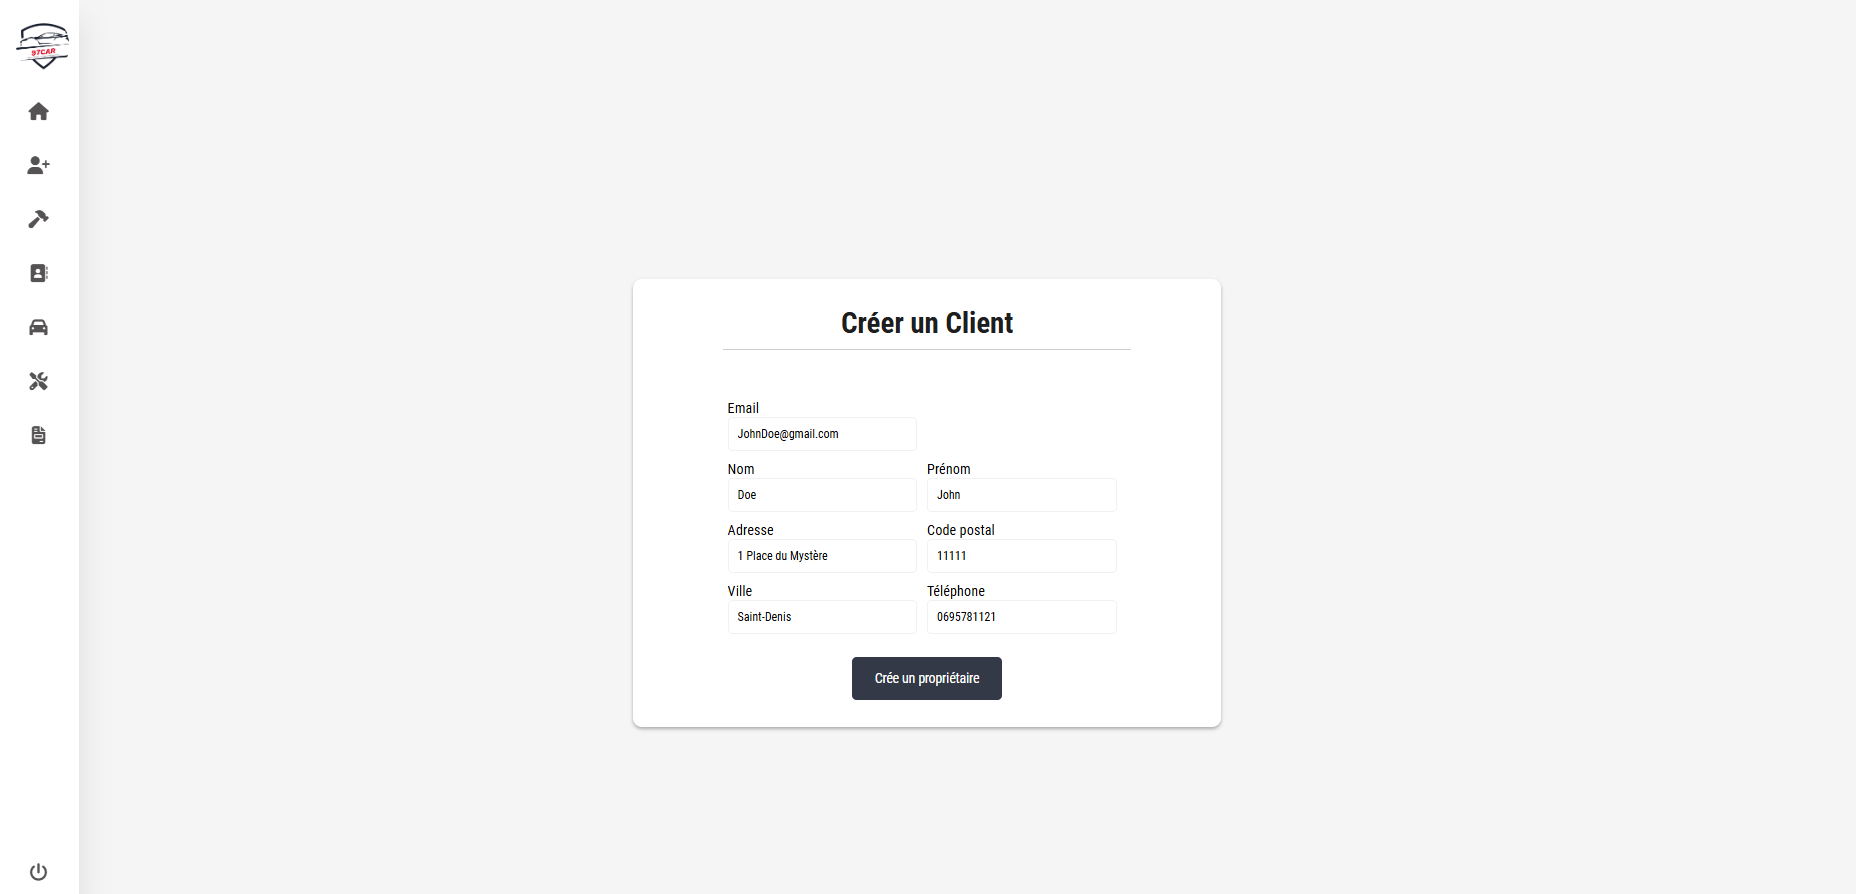 97CAR
Créer un Client
Email
JohnDoe@gmail.com
Nom
Prénom
Doe
John
Adresse
Code postal
1 Place du Mystère
11111
Ville
Téléphone
Saint-Denis
0695781121
Crée un propriétaire